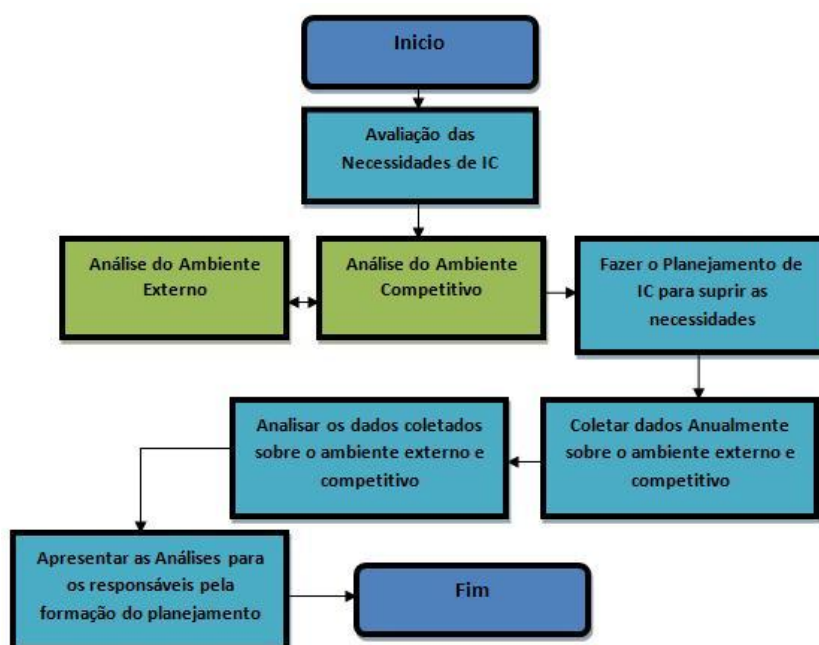 Inicio
Avaliação das
Necessidades de IC
Análise do Ambiente
Externo
Análise do Ambiente
Competitivo
Fazer o Planejamento de
IC para suprir as
necessidades
Analisar os dados coletados
sobre o ambiente externo e
competitivo
Coletar dados Anualmente
sobre o ambiente externo e
competitivo
Apresentar as Análises para
os responsáveis pela
formação do planejamento
Fim